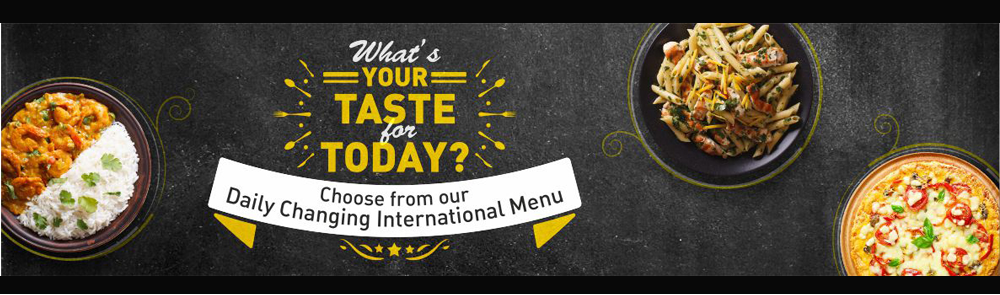 What's
YOUR
TASTE
for
TODAY?
Choose from our
Daily Changing International Menu